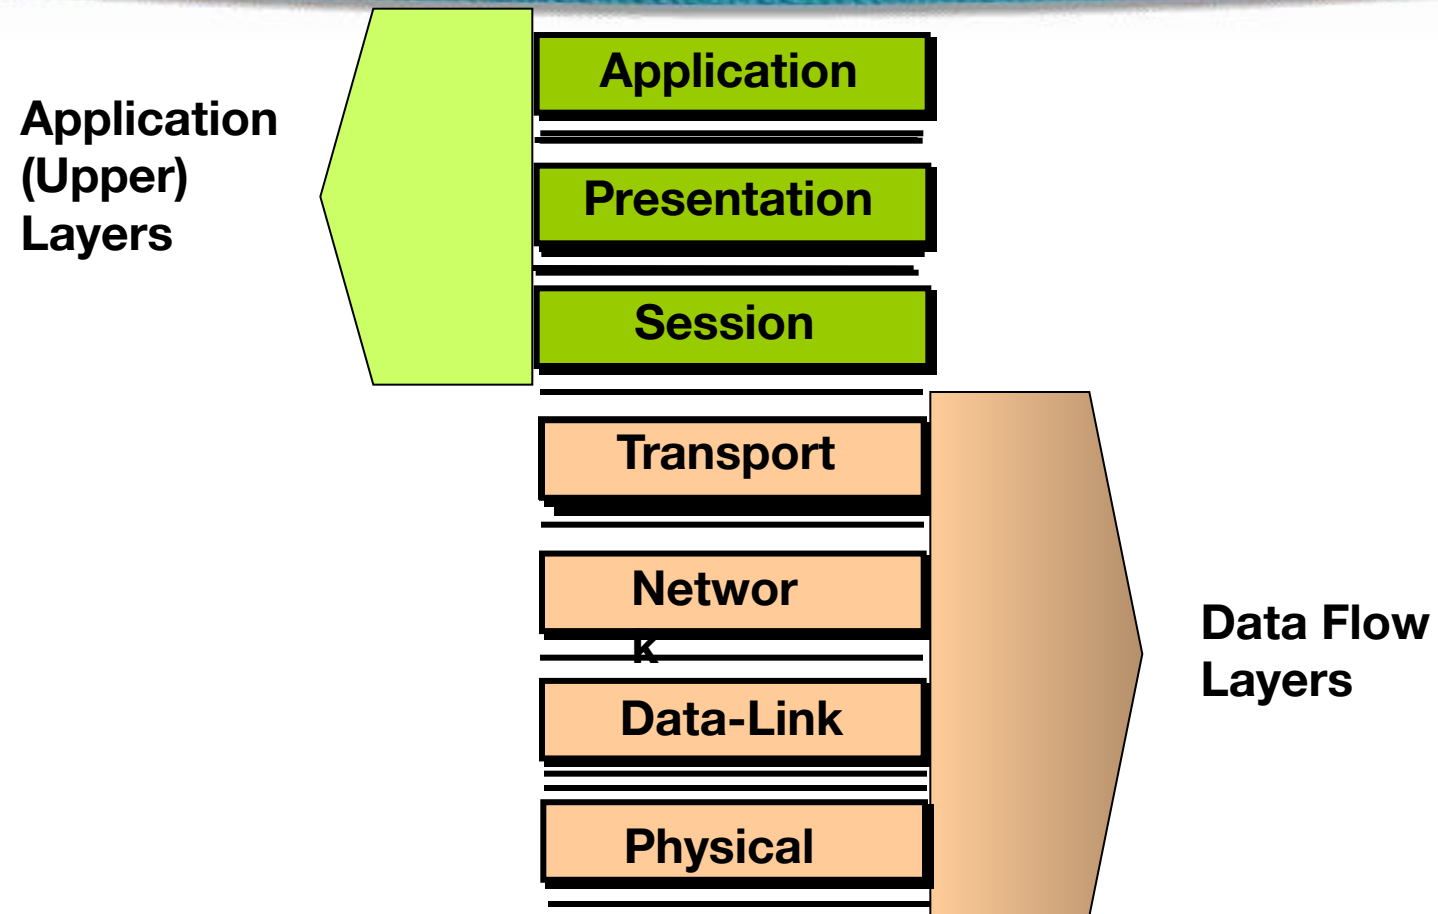 Application
(Upper)
Layers
Application
Presentation
Session
Transport
Networ
k
Data-Link
Physical
Data Flow
Layers